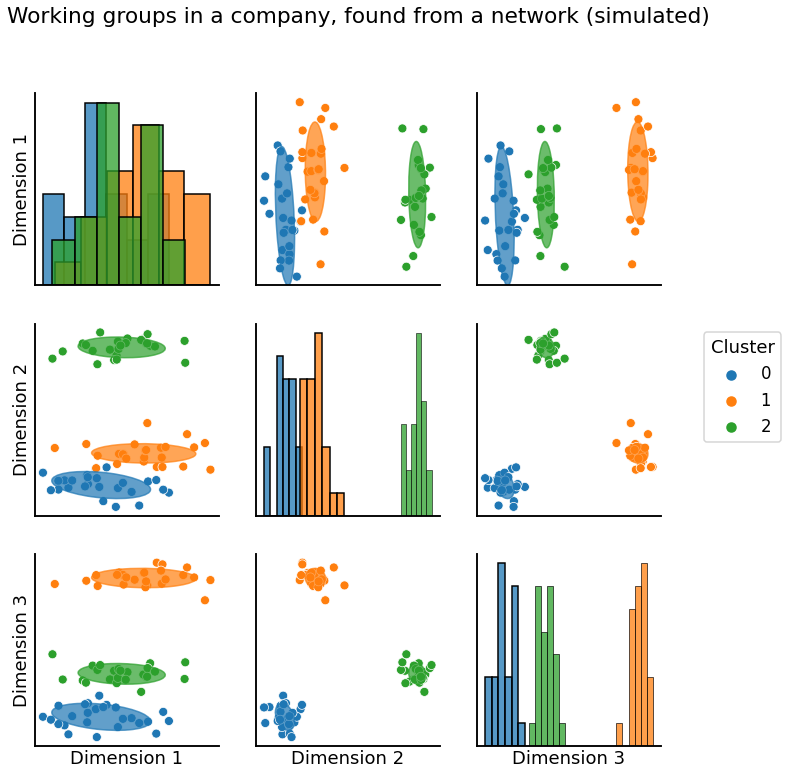 Working groups in a company, found from a network (simulated)
Dimension 1
Dimension 2
Cluster
0
1
2
Dimension 3
Dimension 1
Dimension 2
Dimension 3